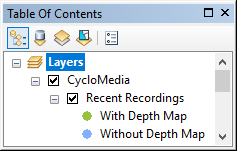 Table Of Contents
Layers
CycloMedia
Recent Recordings
With Depth Map
Without Depth Map